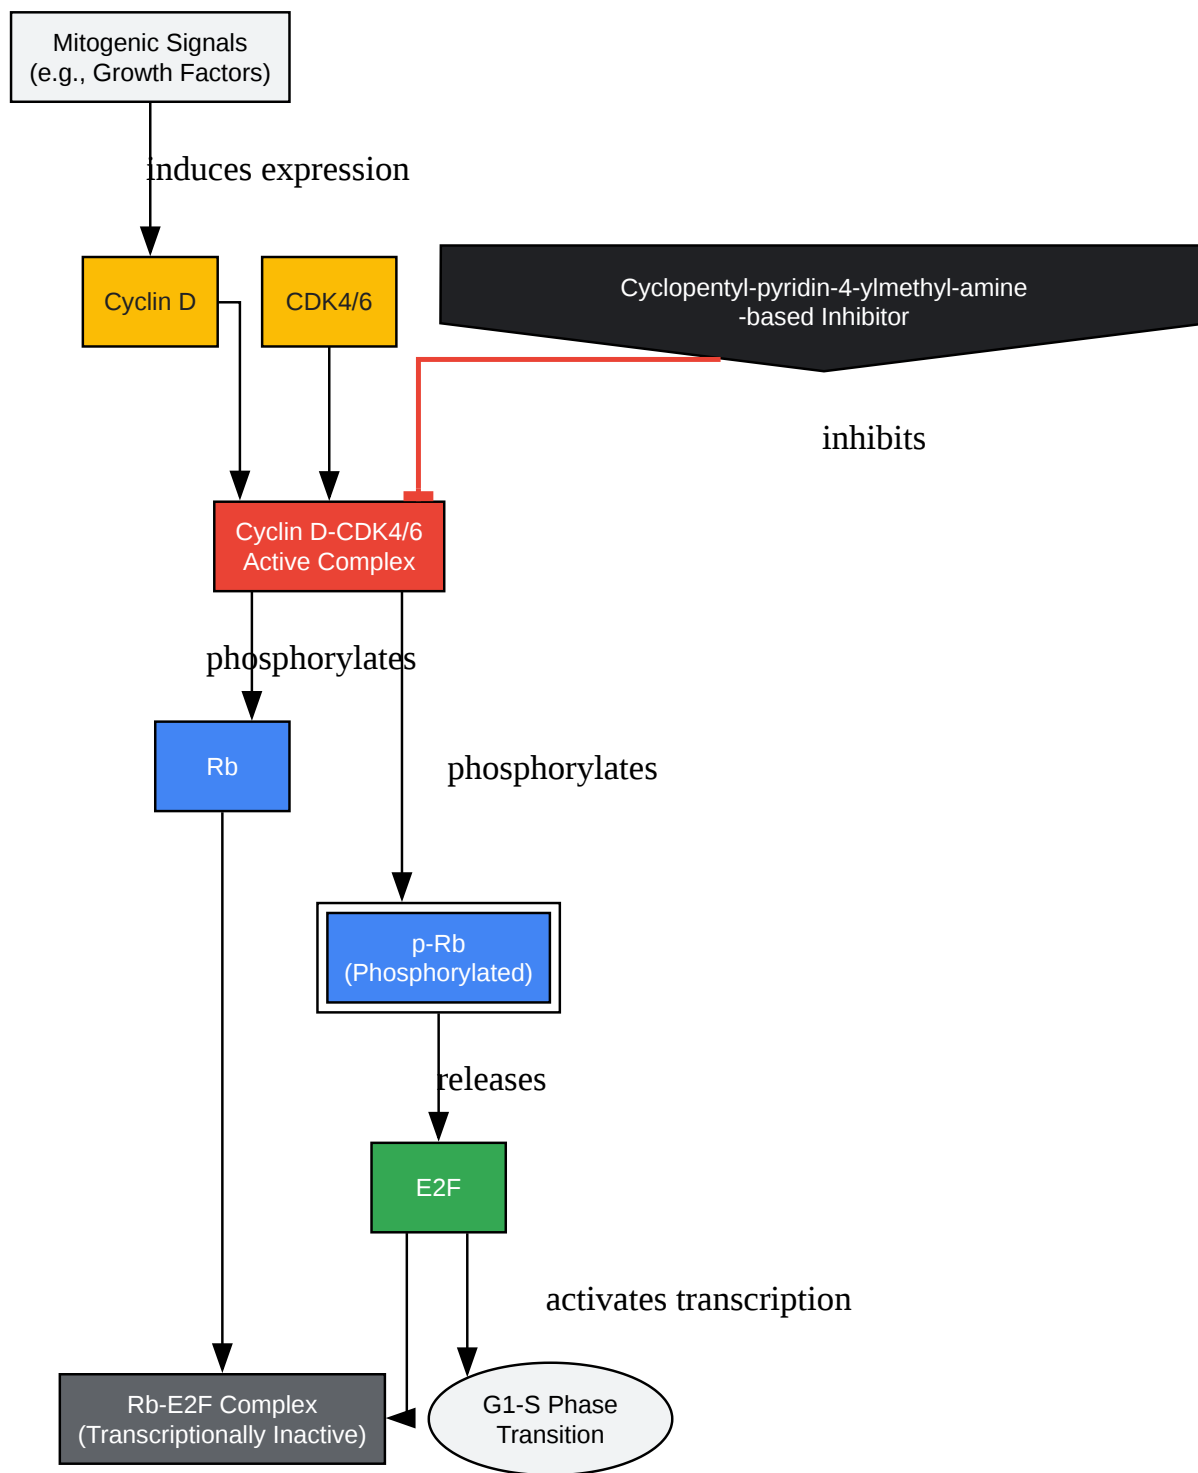 Mitogenic Signals
(e.g., Growth Factors)
induces expression
Cyclin D
CDK4/6
Cyclopentyl-pyridin-4-ylmethyl-amine
-based Inhibitor
inhibits
Cyclin D-CDK4/6
Active Complex
phosphorylates
Rb
phosphorylates
p-Rb
(Phosphorylated)
releases
E2F
activates transcription
Rb-E2F Complex
(Transcriptionally Inactive)
G1-S Phase
Transition